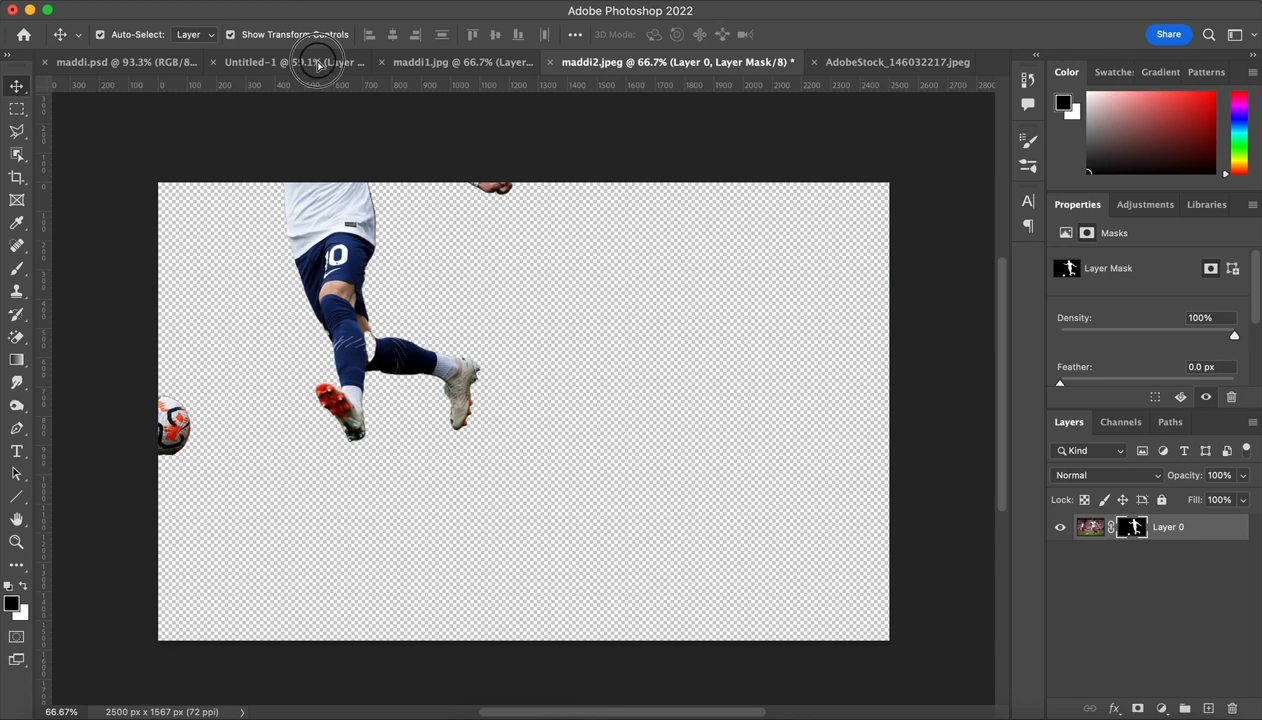 Adobe Photoshop 2022
Auto-Select: Layer Show Transform Controls ••• 3D Mode: Share
maddi.psd @ 93.3% (RGB/8... Untitled-1 @ 59.1% (Layer ... maddi1.jpg @ 66.7% (Layer... maddi2.jpeg @ 66.7% (Layer 0, Layer Mask/8) * AdobeStock_146032217.jpeg
300 200 100 0 100 200 300 400 500 600 700 800 900 1000 1100 1200 1300 1400 1500 1600 1700 1800 1900 2000 2100 2200 2300 2400 2500 2600 2700 2800
Color Swatches Gradient Patterns
Properties Adjustments Libraries
Masks
10
Layer Mask
Density: 100%
Feather: 0.0 px
Layers Channels Paths
Kind
Normal Opacity: 100%
Lock: Fill: 100%
Layer 0
66.67% 2500 px x 1567 px (72 ppi)
fx